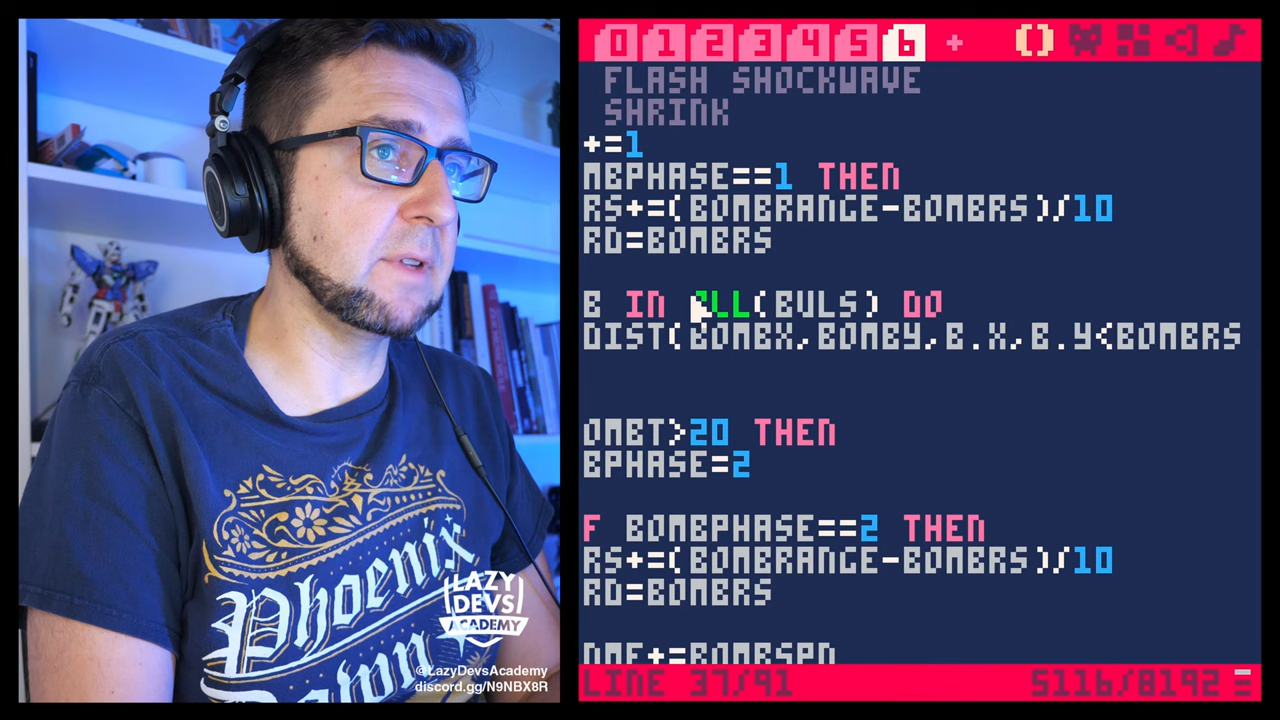 Phoenix
Down
LAZY
DEVS
ACADEMY
@LazyDevsAcademy
discord.gg/N9NBX8R
0 1 2 3 4 5 6 +
FLASH SHOCKWAVE
SHRINK
+=1
MBPHASE==1 THEN
RS+=(BOMBRANGE-BOMBRS)/10
RD=BOMBRS
B IN ALL(BULS) DO
DIST(BOMBX,BOMBY,B.X,B.Y<BOMBRS
OMBT>20 THEN
BPHASE=2
F BOMBPHASE==2 THEN
RS+=(BOMBRANGE-BOMBRS)/10
RD=BOMBRS
OME+=BOMBSPD
LINE 37/91
5116/8192